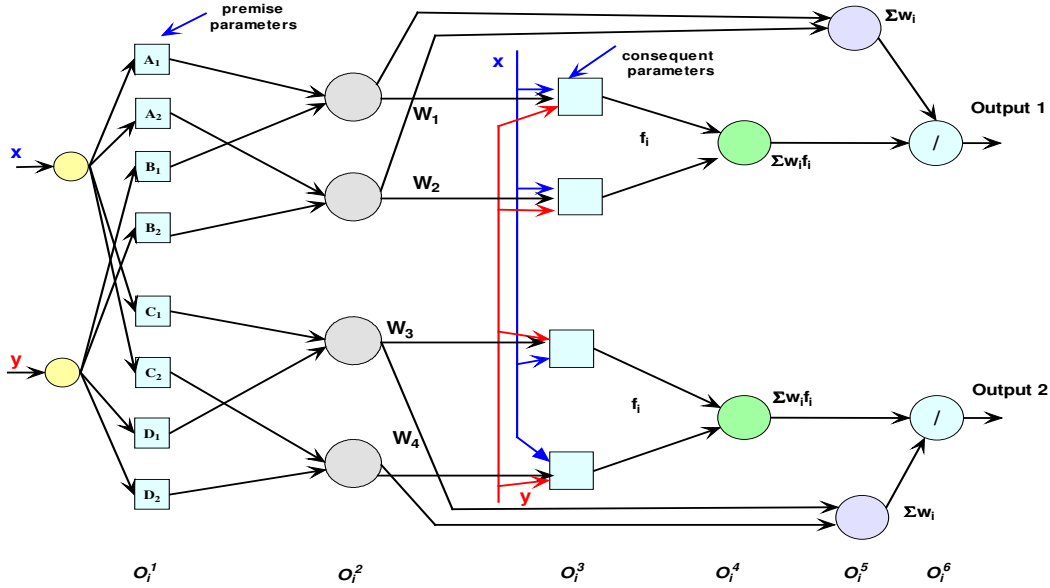 premise
parameters
Σwᵢ
A₁
x
consequent
parameters
A₂
W₁
Output 1
fᵢ
/
x
B₁
Σwᵢfᵢ
W₂
B₂
C₁
W₃
y
C₂
Σwᵢfᵢ
Output 2
fᵢ
/
D₁
W₄
D₂
y
Σwᵢ
Oᵢ¹
Oᵢ²
Oᵢ³
Oᵢ⁴
Oᵢ⁵
Oᵢ⁶